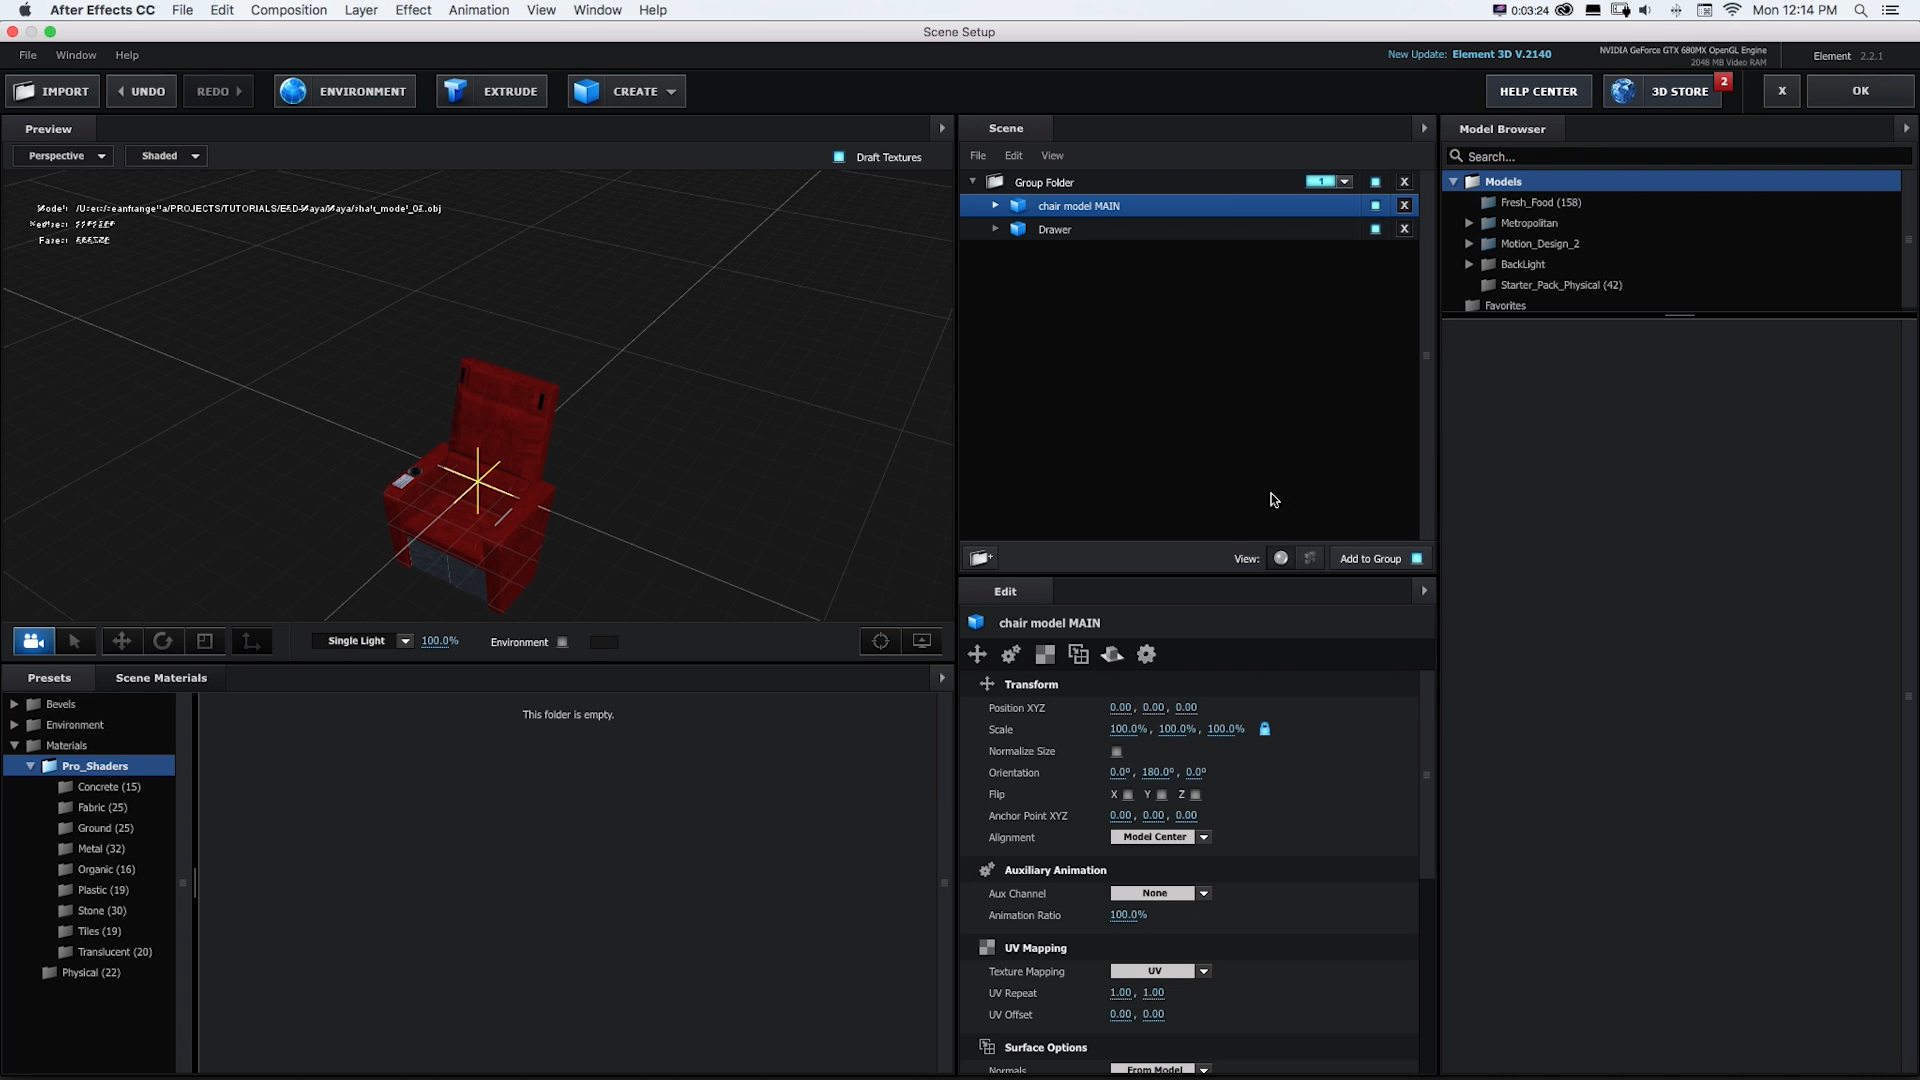 After Effects CC File Edit Composition Layer Effect Animation View Window Help 0:03:24 Mon 12:14 PM
Scene Setup
File Window Help New Update: Element 3D V.2140 NVIDIA GeForce GTX 680MX OpenGL Engine Element 2.2.1
2048 MB Video RAM
IMPORT UNDO REDO ENVIRONMENT EXTRUDE CREATE HELP CENTER 3D STORE 2 X OK
Preview
Perspective Shaded Draft Textures
Single Light 100.0% Environment
Presets Scene Materials
Bevels
Environment
Materials
Pro_Shaders
Concrete (15)
Fabric (25)
Ground (25)
Metal (32)
Organic (16)
Plastic (19)
Stone (30)
Tiles (19)
Translucent (20)
Physical (22)
This folder is empty.
Scene
File Edit View
Group Folder 1 X
chair model MAIN X
Drawer X
View: Add to Group
Edit
chair model MAIN
Transform
Position XYZ 0.00, 0.00, 0.00
Scale 100.0%, 100.0%, 100.0%
Normalize Size
Orientation 0.0°, 180.0°, 0.0°
Flip X Y Z
Anchor Point XYZ 0.00, 0.00, 0.00
Alignment Model Center
Auxiliary Animation
Aux Channel None
Animation Ratio 100.0%
UV Mapping
Texture Mapping UV
UV Repeat 1.00, 1.00
UV Offset 0.00, 0.00
Surface Options
Normals From Model
Model Browser
Search...
Models
Fresh_Food (158)
Metropolitan
Motion_Design_2
BackLight
Starter_Pack_Physical (42)
Favorites